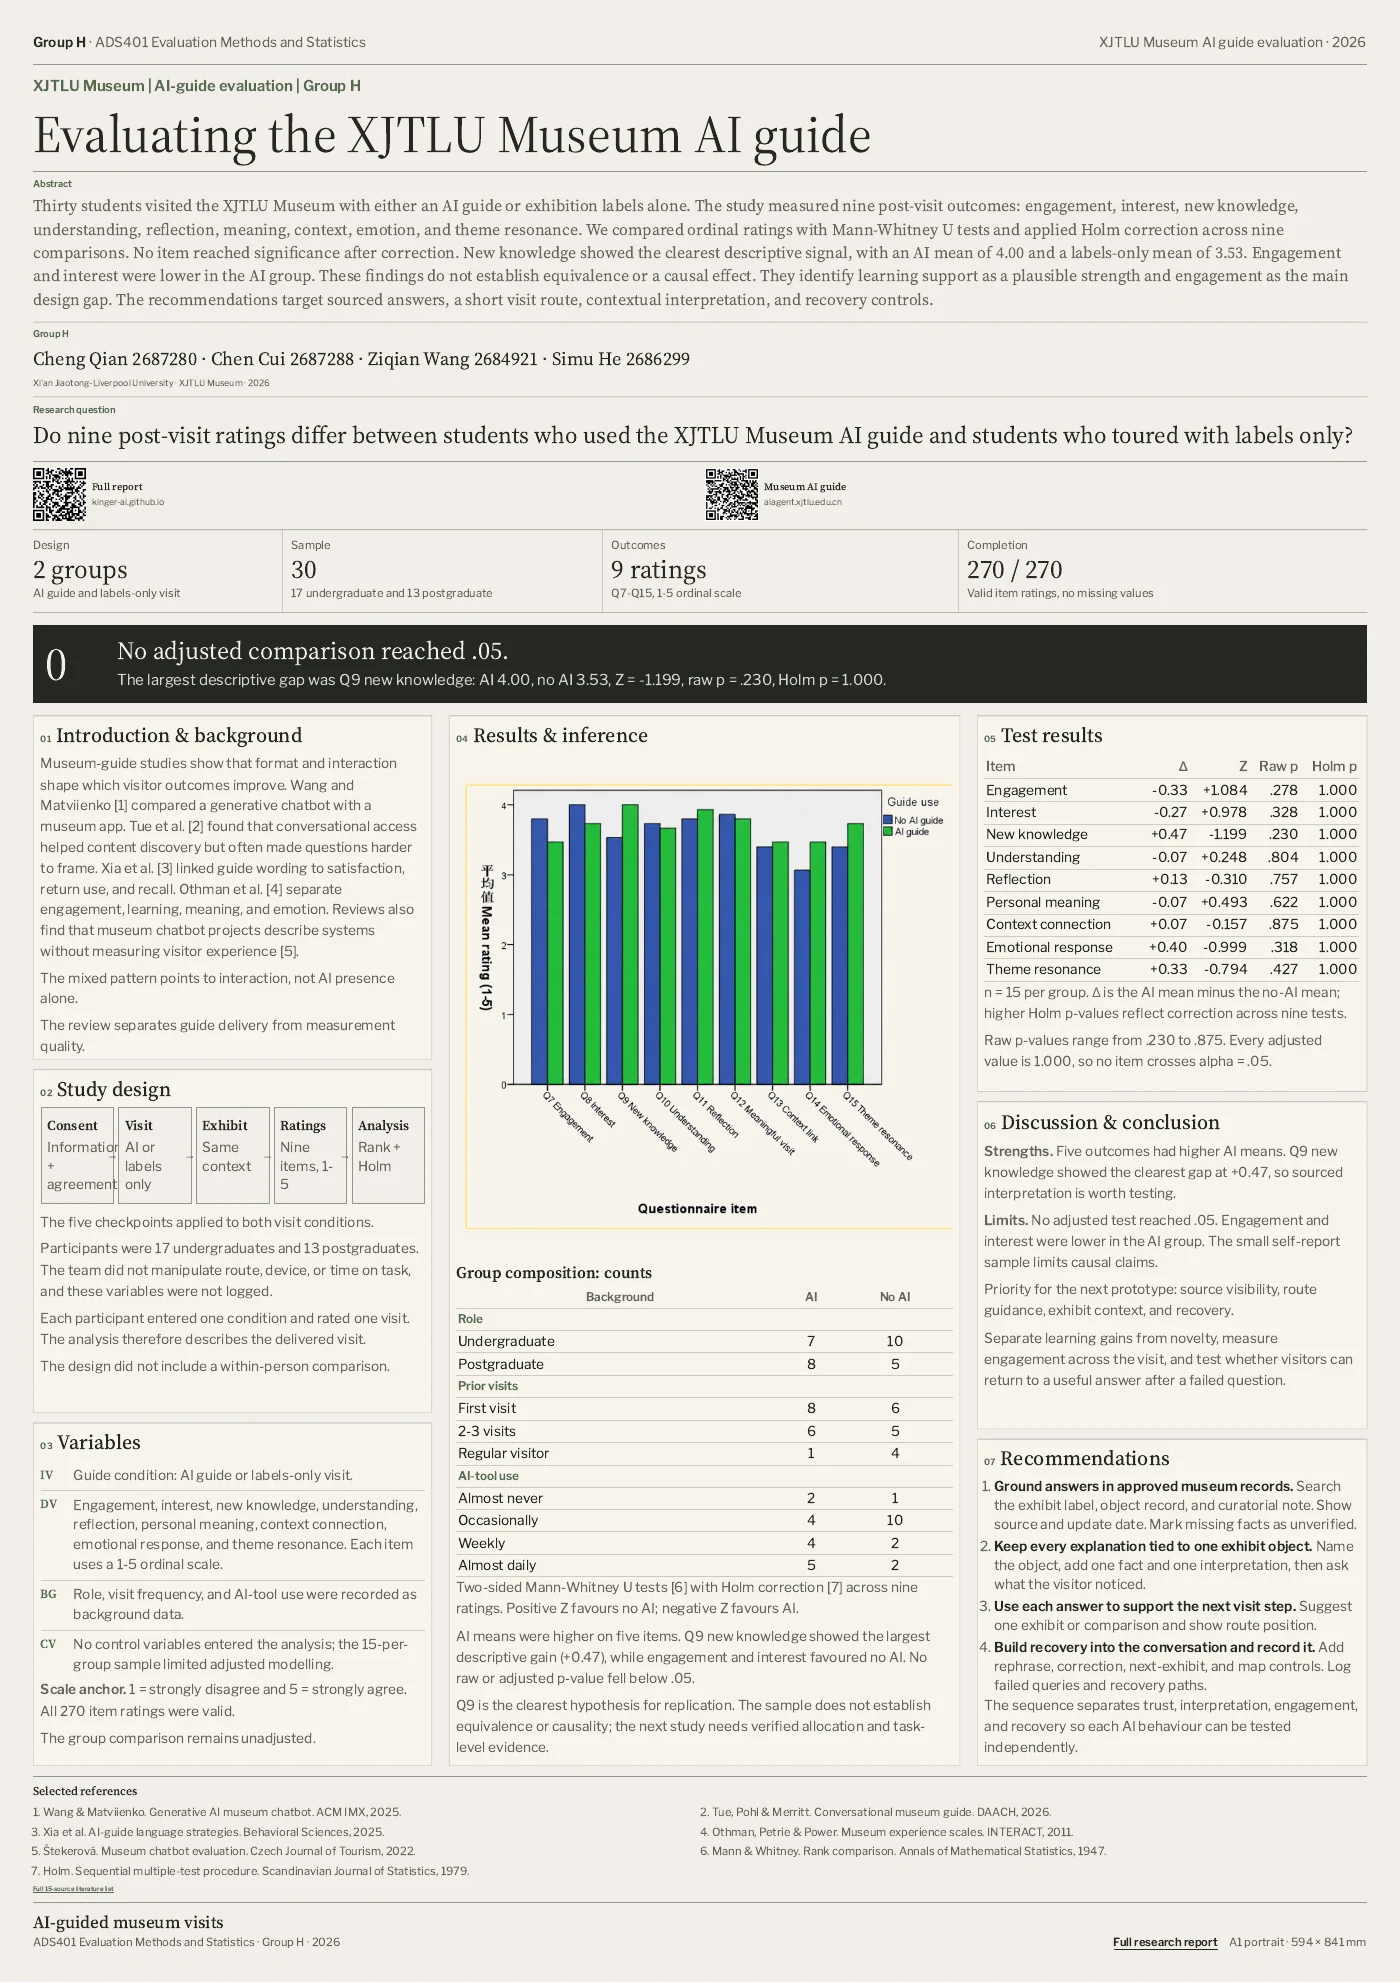 Group H · ADS401 Evaluation Methods and Statistics
XJTLU Museum AI guide evaluation · 2026
XJTLU Museum | AI-guide evaluation | Group H
Evaluating the XJTLU Museum AI guide
Abstract
Thirty students visited the XJTLU Museum with either an AI guide or exhibition labels alone. The study measured nine post-visit outcomes: engagement, interest, new knowledge,
understanding, reflection, meaning, context, emotion, and theme resonance. We compared ordinal ratings with Mann-Whitney U tests and applied Holm correction across nine
comparisons. No item reached significance after correction. New knowledge showed the clearest descriptive signal, with an AI mean of 4.00 and a labels-only mean of 3.53. Engagement
and interest were lower in the AI group. These findings do not establish equivalence or a causal effect. They identify learning support as a plausible strength and engagement as the main
design gap. The recommendations target sourced answers, a short visit route, contextual interpretation, and recovery controls.
Group H
Cheng Qian 2687280 · Chen Cui 2687288 · Ziqian Wang 2684921 · Simu He 2686299
Xi'an Jiaotong-Liverpool University · XJTLU Museum · 2026
Research question
Do nine post-visit ratings differ between students who used the XJTLU Museum AI guide and students who toured with labels only?
Full report
kinger-ai.github.io
Museum AI guide
aiagent.xjtlu.edu.cn
Design
2 groups
AI guide and labels-only visit
Sample
30
17 undergraduate and 13 postgraduate
Outcomes
9 ratings
Q7-Q15, 1-5 ordinal scale
Completion
270 / 270
Valid item ratings, no missing values
0
No adjusted comparison reached .05.
The largest descriptive gap was Q9 new knowledge: AI 4.00, no AI 3.53, Z = -1.199, raw p = .230, Holm p = 1.000.
01 Introduction & background
Museum-guide studies show that format and interaction
shape which visitor outcomes improve. Wang and
Matviienko [1] compared a generative chatbot with a
museum app. Tue et al. [2] found that conversational access
helped content discovery but often made questions harder
to frame. Xia et al. [3] linked guide wording to satisfaction,
return use, and recall. Othman et al. [4] separate
engagement, learning, meaning, and emotion. Reviews also
find that museum chatbot projects describe systems
without measuring visitor experience [5].
The mixed pattern points to interaction, not AI presence
alone.
The review separates guide delivery from measurement
quality.
02 Study design
Consent
Information
+
agreement
→
Visit
AI or
labels
only
→
Exhibit
Same
context
→
Ratings
Nine
items, 1-
5
→
Analysis
Rank +
Holm
The five checkpoints applied to both visit conditions.
Participants were 17 undergraduates and 13 postgraduates.
The team did not manipulate route, device, or time on task,
and these variables were not logged.
Each participant entered one condition and rated one visit.
The analysis therefore describes the delivered visit.
The design did not include a within-person comparison.
03 Variables
IV Guide condition: AI guide or labels-only visit.
DV Engagement, interest, new knowledge, understanding,
reflection, personal meaning, context connection,
emotional response, and theme resonance. Each item
uses a 1-5 ordinal scale.
BG Role, visit frequency, and AI-tool use were recorded as
background data.
CV No control variables entered the analysis; the 15-per-
group sample limited adjusted modelling.
Scale anchor. 1 = strongly disagree and 5 = strongly agree.
All 270 item ratings were valid.
The group comparison remains unadjusted.
04 Results & inference
平均值 Mean rating (1-5)
4
3
2
1
0
Guide use
No AI guide
AI guide
Q7 Engagement
Q8 Interest
Q9 New knowledge
Q10 Understanding
Q11 Reflection
Q12 Meaningful visit
Q13 Context link
Q14 Emotional response
Q15 Theme resonance
Questionnaire item
Group composition: counts
Background AI No AI
Role
Undergraduate 7 10
Postgraduate 8 5
Prior visits
First visit 8 6
2-3 visits 6 5
Regular visitor 1 4
AI-tool use
Almost never 2 1
Occasionally 4 10
Weekly 4 2
Almost daily 5 2
Two-sided Mann-Whitney U tests [6] with Holm correction [7] across nine
ratings. Positive Z favours no AI; negative Z favours AI.
AI means were higher on five items. Q9 new knowledge showed the largest
descriptive gain (+0.47), while engagement and interest favoured no AI. No
raw or adjusted p-value fell below .05.
Q9 is the clearest hypothesis for replication. The sample does not establish
equivalence or causality; the next study needs verified allocation and task-
level evidence.
05 Test results
Item Δ Z Raw p Holm p
Engagement -0.33 +1.084 .278 1.000
Interest -0.27 +0.978 .328 1.000
New knowledge +0.47 -1.199 .230 1.000
Understanding -0.07 +0.248 .804 1.000
Reflection +0.13 -0.310 .757 1.000
Personal meaning -0.07 +0.493 .622 1.000
Context connection +0.07 -0.157 .875 1.000
Emotional response +0.40 -0.999 .318 1.000
Theme resonance +0.33 -0.794 .427 1.000
n = 15 per group. Δ is the AI mean minus the no-AI mean;
higher Holm p-values reflect correction across nine tests.
Raw p-values range from .230 to .875. Every adjusted
value is 1.000, so no item crosses alpha = .05.
06 Discussion & conclusion
Strengths. Five outcomes had higher AI means. Q9 new
knowledge showed the clearest gap at +0.47, so sourced
interpretation is worth testing.
Limits. No adjusted test reached .05. Engagement and
interest were lower in the AI group. The small self-report
sample limits causal claims.
Priority for the next prototype: source visibility, route
guidance, exhibit context, and recovery.
Separate learning gains from novelty, measure
engagement across the visit, and test whether visitors can
return to a useful answer after a failed question.
07 Recommendations
1. Ground answers in approved museum records. Search
the exhibit label, object record, and curatorial note. Show
source and update date. Mark missing facts as unverified.
2. Keep every explanation tied to one exhibit object. Name
the object, add one fact and one interpretation, then ask
what the visitor noticed.
3. Use each answer to support the next visit step. Suggest
one exhibit or comparison and show route position.
4. Build recovery into the conversation and record it. Add
rephrase, correction, next-exhibit, and map controls. Log
failed queries and recovery paths.
The sequence separates trust, interpretation, engagement,
and recovery so each AI behaviour can be tested
independently.
Selected references
1. Wang & Matviienko. Generative AI museum chatbot. ACM IMX, 2025.
2. Tue, Pohl & Merritt. Conversational museum guide. DAACH, 2026.
3. Xia et al. AI-guide language strategies. Behavioral Sciences, 2025.
4. Othman, Petrie & Power. Museum experience scales. INTERACT, 2011.
5. Štekerová. Museum chatbot evaluation. Czech Journal of Tourism, 2022.
6. Mann & Whitney. Rank comparison. Annals of Mathematical Statistics, 1947.
7. Holm. Sequential multiple-test procedure. Scandinavian Journal of Statistics, 1979.
Full 15-source literature list
AI-guided museum visits
ADS401 Evaluation Methods and Statistics · Group H · 2026
Full research report A1 portrait · 594 × 841 mm